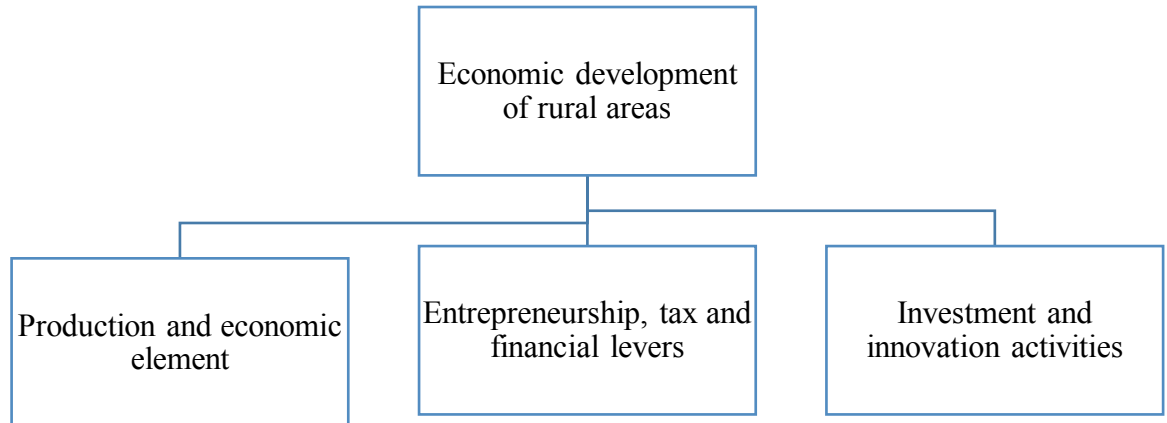 Economic development
of rural areas
Production and economic
element
Entrepreneurship, tax and
financial levers
Investment and
innovation activities